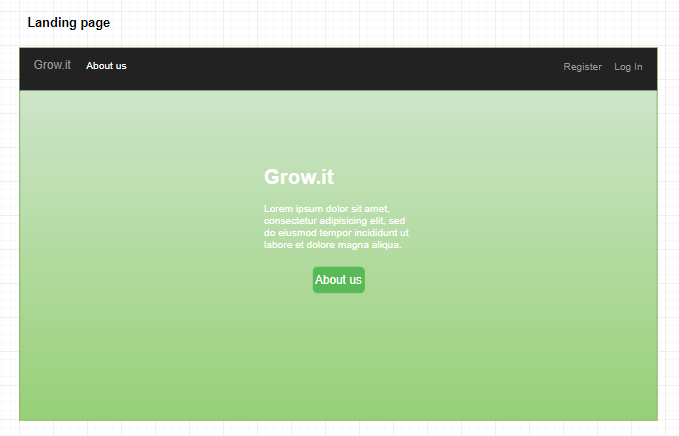 Landing page
Grow.it About us Register Log In
Grow.it
Lorem ipsum dolor sit amet,
consectetur adipisicing elit, sed
do eiusmod tempor incididunt ut
labore et dolore magna aliqua.
About us